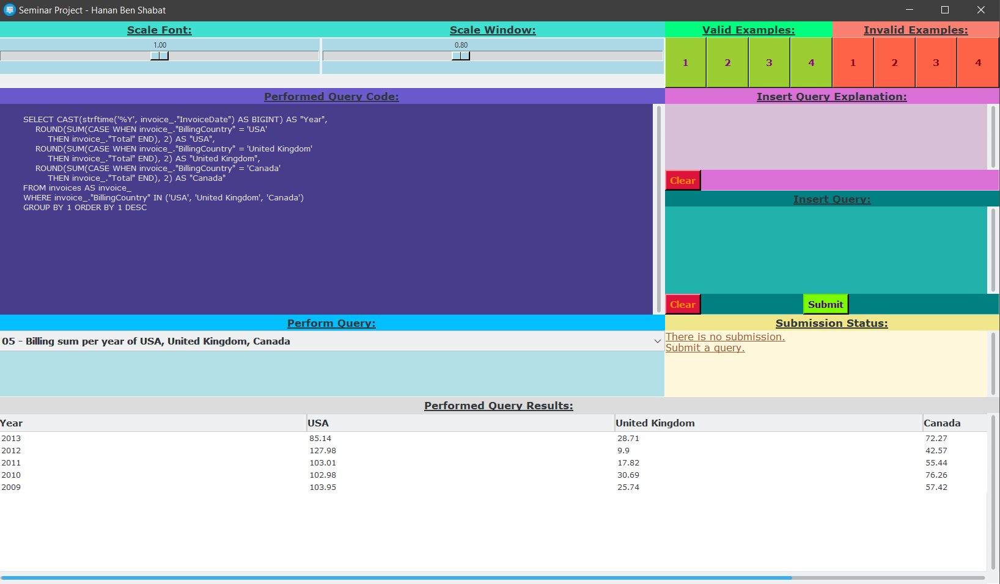 Seminar Project - Hanan Ben Shabat
Scale Font:
Scale Window:
Valid Examples:
Invalid Examples:
1.00
0.80
1 2 3 4
1 2 3 4
Performed Query Code:
SELECT CAST(strftime('%Y', invoice_."InvoiceDate") AS BIGINT) AS "Year",
ROUND(SUM(CASE WHEN invoice_."BillingCountry" = 'USA'
THEN invoice_."Total" END), 2) AS "USA",
ROUND(SUM(CASE WHEN invoice_."BillingCountry" = 'United Kingdom'
THEN invoice_."Total" END), 2) AS "United Kingdom",
ROUND(SUM(CASE WHEN invoice_."BillingCountry" = 'Canada'
THEN invoice_."Total" END), 2) AS "Canada"
FROM invoices AS invoice_
WHERE invoice_."BillingCountry" IN ('USA', 'United Kingdom', 'Canada')
GROUP BY 1 ORDER BY 1 DESC
Insert Query Explanation:
Clear
Insert Query:
Clear
Submit
Perform Query:
05 - Billing sum per year of USA, United Kingdom, Canada
Submission Status:
There is no submission.
Submit a query.
Performed Query Results:
Year USA United Kingdom Canada
2013 85.14 28.71 72.27
2012 127.98 9.9 42.57
2011 103.01 17.82 55.44
2010 102.98 30.69 76.26
2009 103.95 25.74 57.42